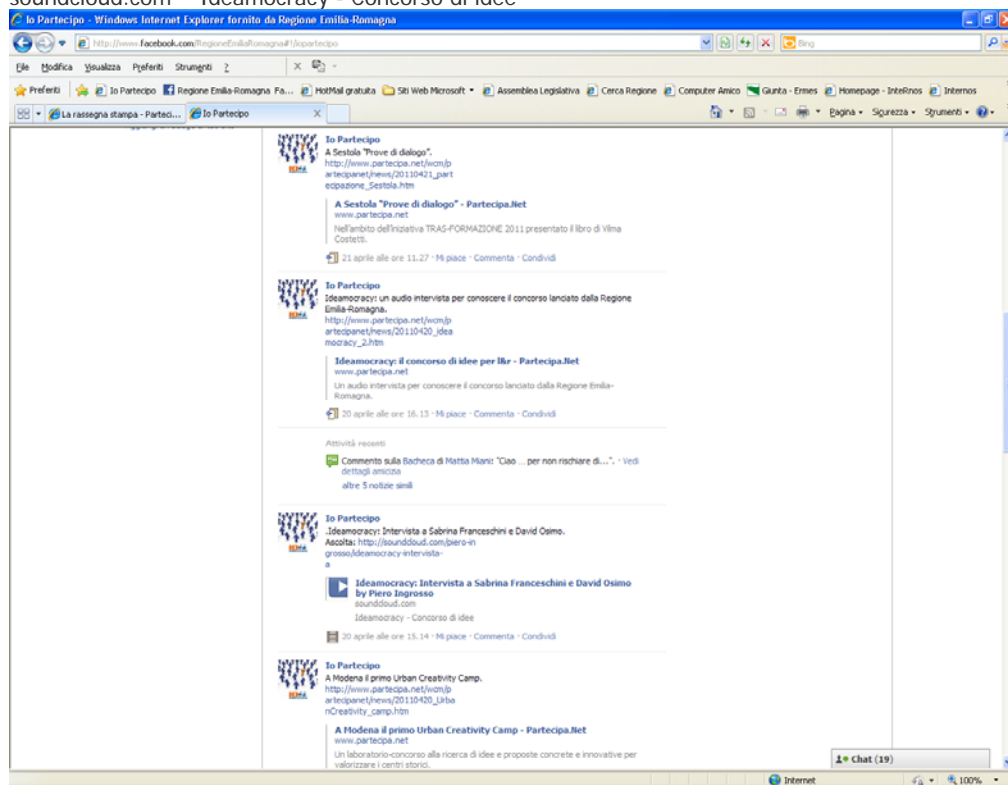 soundcloud.com    Ideamocracy - Concorso di idee
Io Partecipo - Windows Internet Explorer fornito da Regione Emilia-Romagna
http://www.facebook.com/RegioneEmiliaRomagna#!/iopartecipo
Bing
File Modifica Visualizza Preferiti Strumenti ?
Preferiti Io Partecipo Regione Emilia-Romagna Fa... HotMail gratuita Siti Web Microsoft Assemblea Legislativa Cerca Regione Computer Amico Giunta - Ermes Homepage - InteRnos Internos
La rassegna stampa - Parteci... Io Partecipo Pagina Sicurezza Strumenti
Io Partecipo
A Sestola "Prove di dialogo".
http://www.partecipa.net/wcm/p
artecipanet/news/20110421_part
ecipazione_Sestola.htm
A Sestola "Prove di dialogo" - Partecipa.Net
www.partecipa.net
Nell'ambito dell'iniziativa TRAS-FORMAZIONE 2011 presentato il libro di Vilma
Costetti.
21 aprile alle ore 11.27 · Mi piace · Commenta · Condividi
Io Partecipo
Ideamocracy: un audio intervista per conoscere il concorso lanciato dalla Regione
Emilia-Romagna.
http://www.partecipa.net/wcm/p
artecipanet/news/20110420_idea
mocracy_2.htm
Ideamocracy: il concorso di idee per l&r - Partecipa.Net
www.partecipa.net
Un audio intervista per conoscere il concorso lanciato dalla Regione Emilia-
Romagna.
20 aprile alle ore 16.13 · Mi piace · Commenta · Condividi
Attività recenti
Commento sulla Bacheca di Mattia Miani: "Ciao ... per non rischiare di...". · Vedi
dettagli amicizia
altre 5 notizie simili
Io Partecipo
.Ideamocracy: Intervista a Sabrina Franceschini e David Osimo.
Ascolta: http://soundcloud.com/piero-in
grosso/ideamocracy-intervista-
a
Ideamocracy: Intervista a Sabrina Franceschini e David Osimo
by Piero Ingrosso
soundcloud.com
Ideamocracy - Concorso di idee
20 aprile alle ore 15.14 · Mi piace · Commenta · Condividi
Io Partecipo
A Modena il primo Urban Creativity Camp.
http://www.partecipa.net/wcm/p
artecipanet/news/20110420_Urba
nCreativity_camp.htm
A Modena il primo Urban Creativity Camp - Partecipa.Net
www.partecipa.net
Un laboratorio-concorso alla ricerca di idee e proposte concrete e innovative per
valorizzare i centri storici.
Chat (19)
Internet 100%